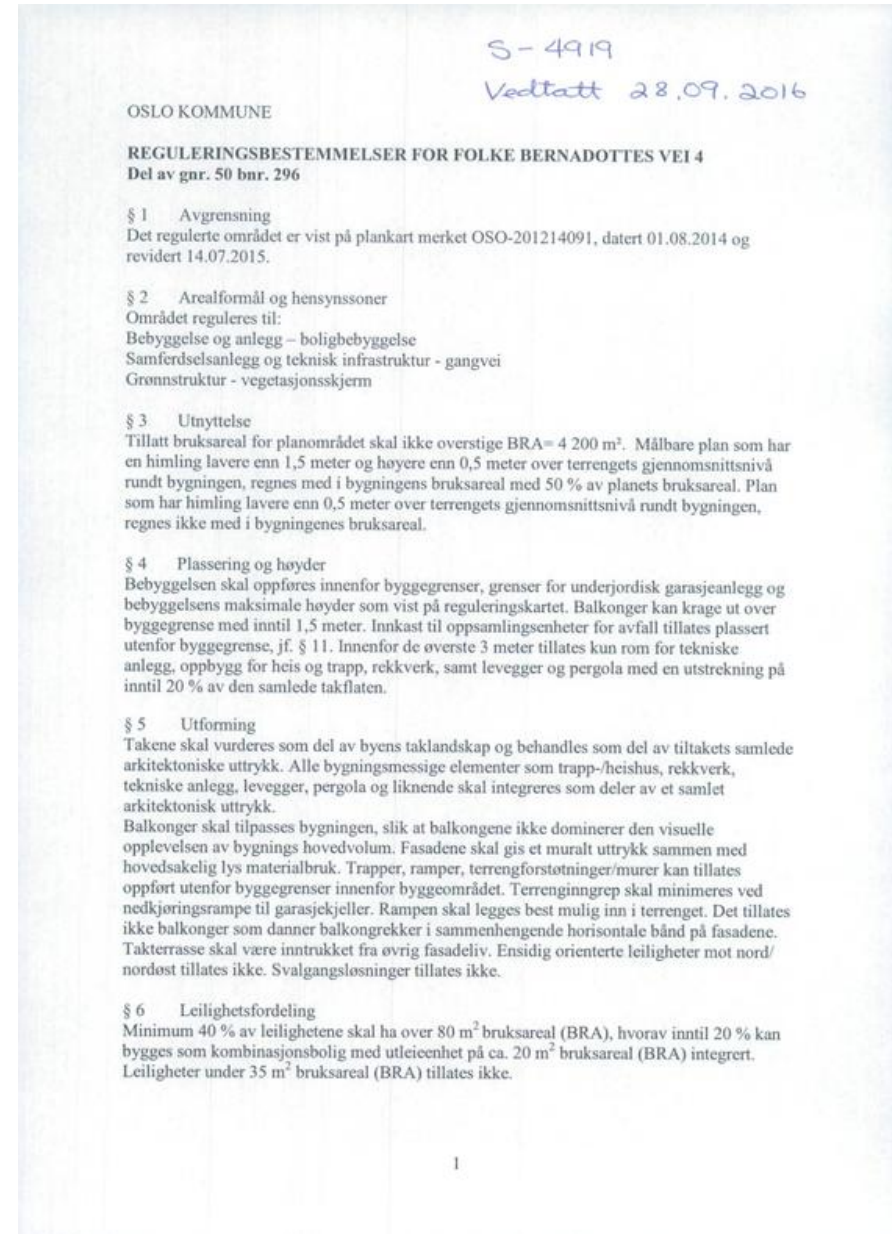 S-4919
Vedtatt 28.09.2016
OSLO KOMMUNE
REGULERINGSBESTEMMELSER FOR FOLKE BERNADOTTES VEI 4
Del av gnr. 50 bnr. 296
§ 1 Avgrensning
Det regulerte området er vist på plankart merket OSO-201214091, datert 01.08.2014 og
revidert 14.07.2015.
§ 2 Arealformål og hensynssoner
Området reguleres til:
Bebyggelse og anlegg – boligbebyggelse
Samferdselsanlegg og teknisk infrastruktur - gangvei
Grønnstruktur - vegetasjonsskjerm
§ 3 Utnyttelse
Tillatt bruksareal for planområdet skal ikke overstige BRA= 4 200 m². Målbare plan som har
en himling lavere enn 1,5 meter og høyere enn 0,5 meter over terrengets gjennomsnittsnivå
rundt bygningen, regnes med i bygningens bruksareal med 50 % av planets bruksareal. Plan
som har himling lavere enn 0,5 meter over terrengets gjennomsnittsnivå rundt bygningen,
regnes ikke med i bygningenes bruksareal.
§ 4 Plassering og høyder
Bebyggelsen skal oppføres innenfor byggegrenser, grenser for underjordisk garasjeanlegg og
bebyggelsens maksimale høyder som vist på reguleringskartet. Balkonger kan krage ut over
byggegrense med inntil 1,5 meter. Innkast til oppsamlingsenheter for avfall tillates plassert
utenfor byggegrense, jf. § 11. Innenfor de øverste 3 meter tillates kun rom for tekniske
anlegg, oppbygg for heis og trapp, rekkverk, samt levegger og pergola med en utstrekning på
inntil 20 % av den samlede takflaten.
§ 5 Utforming
Takene skal vurderes som del av byens taklandskap og behandles som del av tiltakets samlede
arkitektoniske uttrykk. Alle bygningsmessige elementer som trapp-/heishus, rekkverk,
tekniske anlegg, levegger, pergola og liknende skal integreres som deler av et samlet
arkitektonisk uttrykk.
Balkonger skal tilpasses bygningen, slik at balkongene ikke dominerer den visuelle
opplevelsen av bygnings hovedvolum. Fasadene skal gis et muralt uttrykk sammen med
hovedsakelig lys materialbruk. Trapper, ramper, terrengforstøtninger/murer kan tillates
oppført utenfor byggegrenser innenfor byggeområdet. Terrenginngrep skal minimeres ved
nedkjøringsrampe til garasjekjeller. Rampen skal legges best mulig inn i terrenget. Det tillates
ikke balkonger som danner balkongrekker i sammenhengende horisontale bånd på fasadene.
Takterrasse skal være inntrukket fra øvrig fasadeliv. Ensidig orienterte leiligheter mot nord/
nordøst tillates ikke. Svalgangsløsninger tillates ikke.
§ 6 Leilighetsfordeling
Minimum 40 % av leilighetene skal ha over 80 m² bruksareal (BRA), hvorav inntil 20 % kan
bygges som kombinasjonsbolig med utleieenhet på ca. 20 m² bruksareal (BRA) integrert.
Leiligheter under 35 m² bruksareal (BRA) tillates ikke.
1